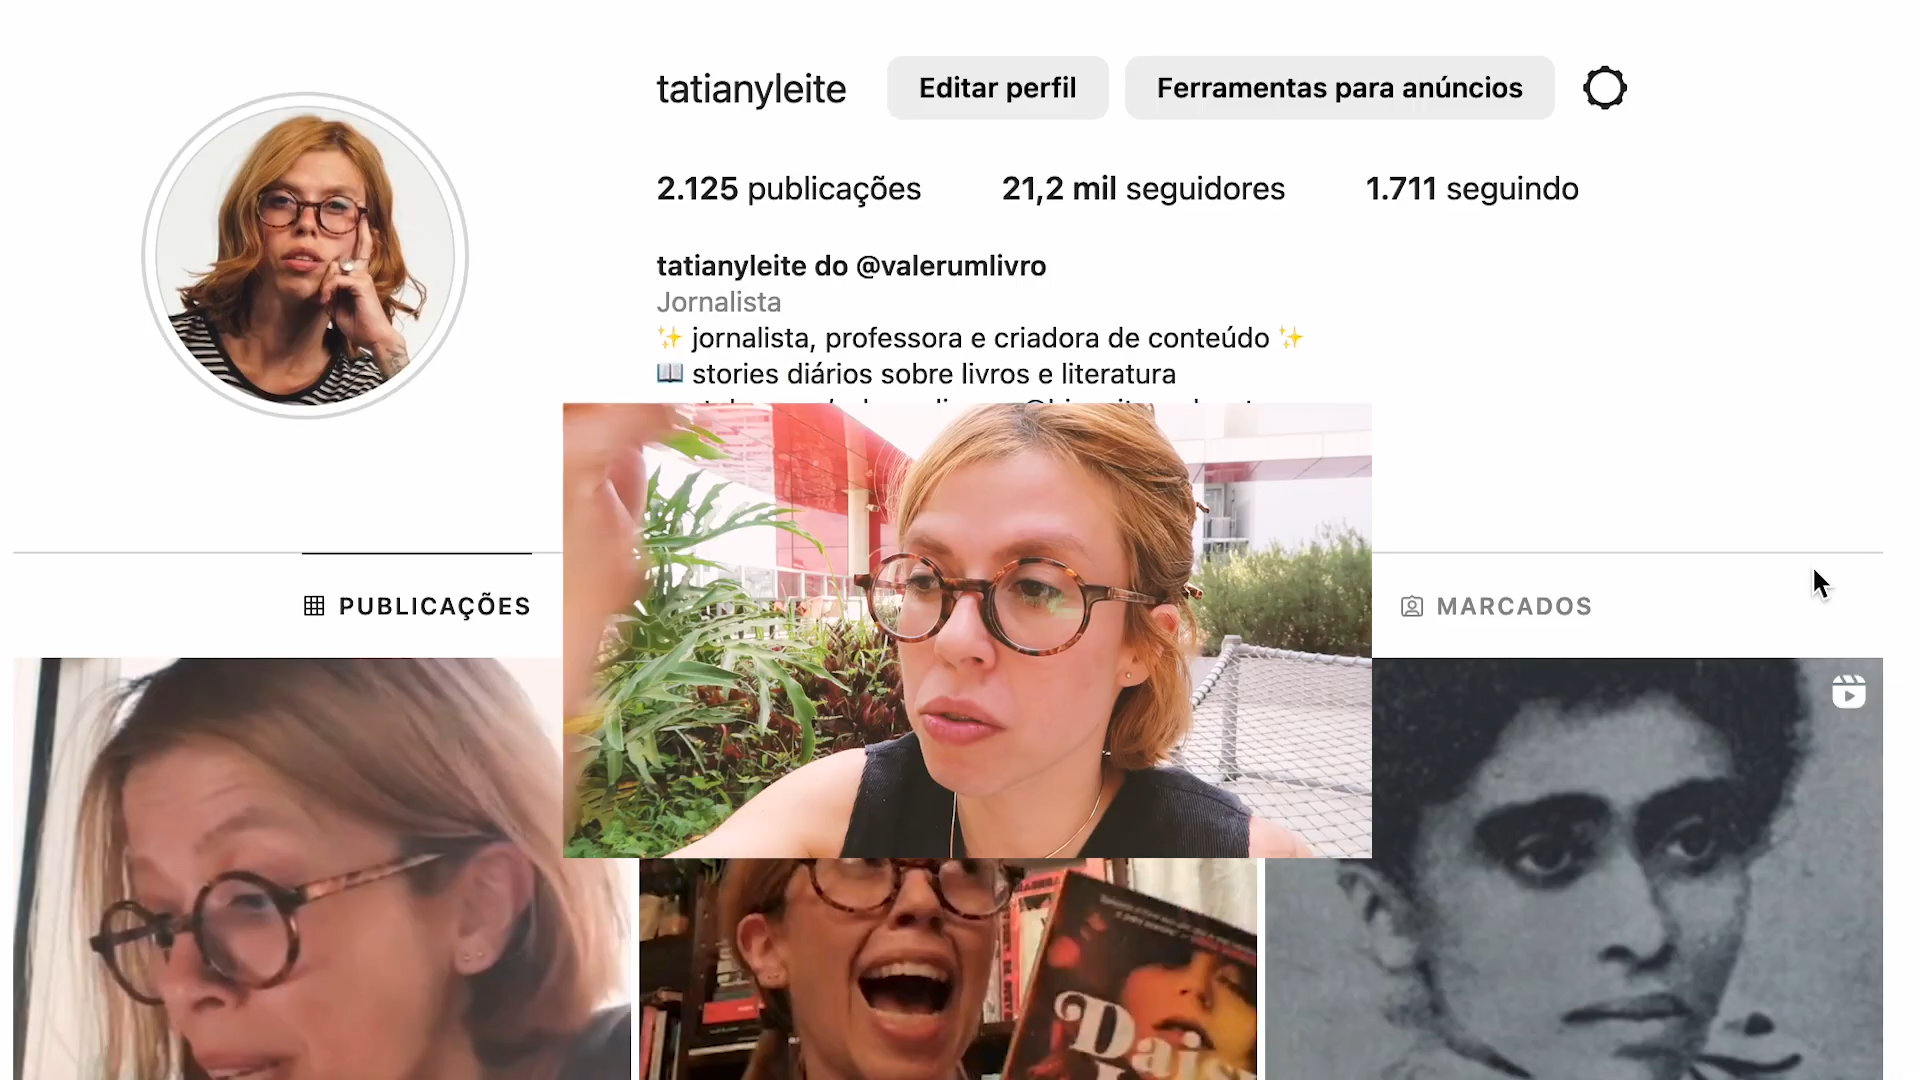 tatianyleite
Editar perfil
Ferramentas para anúncios
2.125 publicações
21,2 mil seguidores
1.711 seguindo
tatianyleite do @valerumlivro
Jornalista
✨ jornalista, professora e criadora de conteúdo ✨
📖 stories diários sobre livros e literatura
PUBLICAÇÕES
MARCADOS